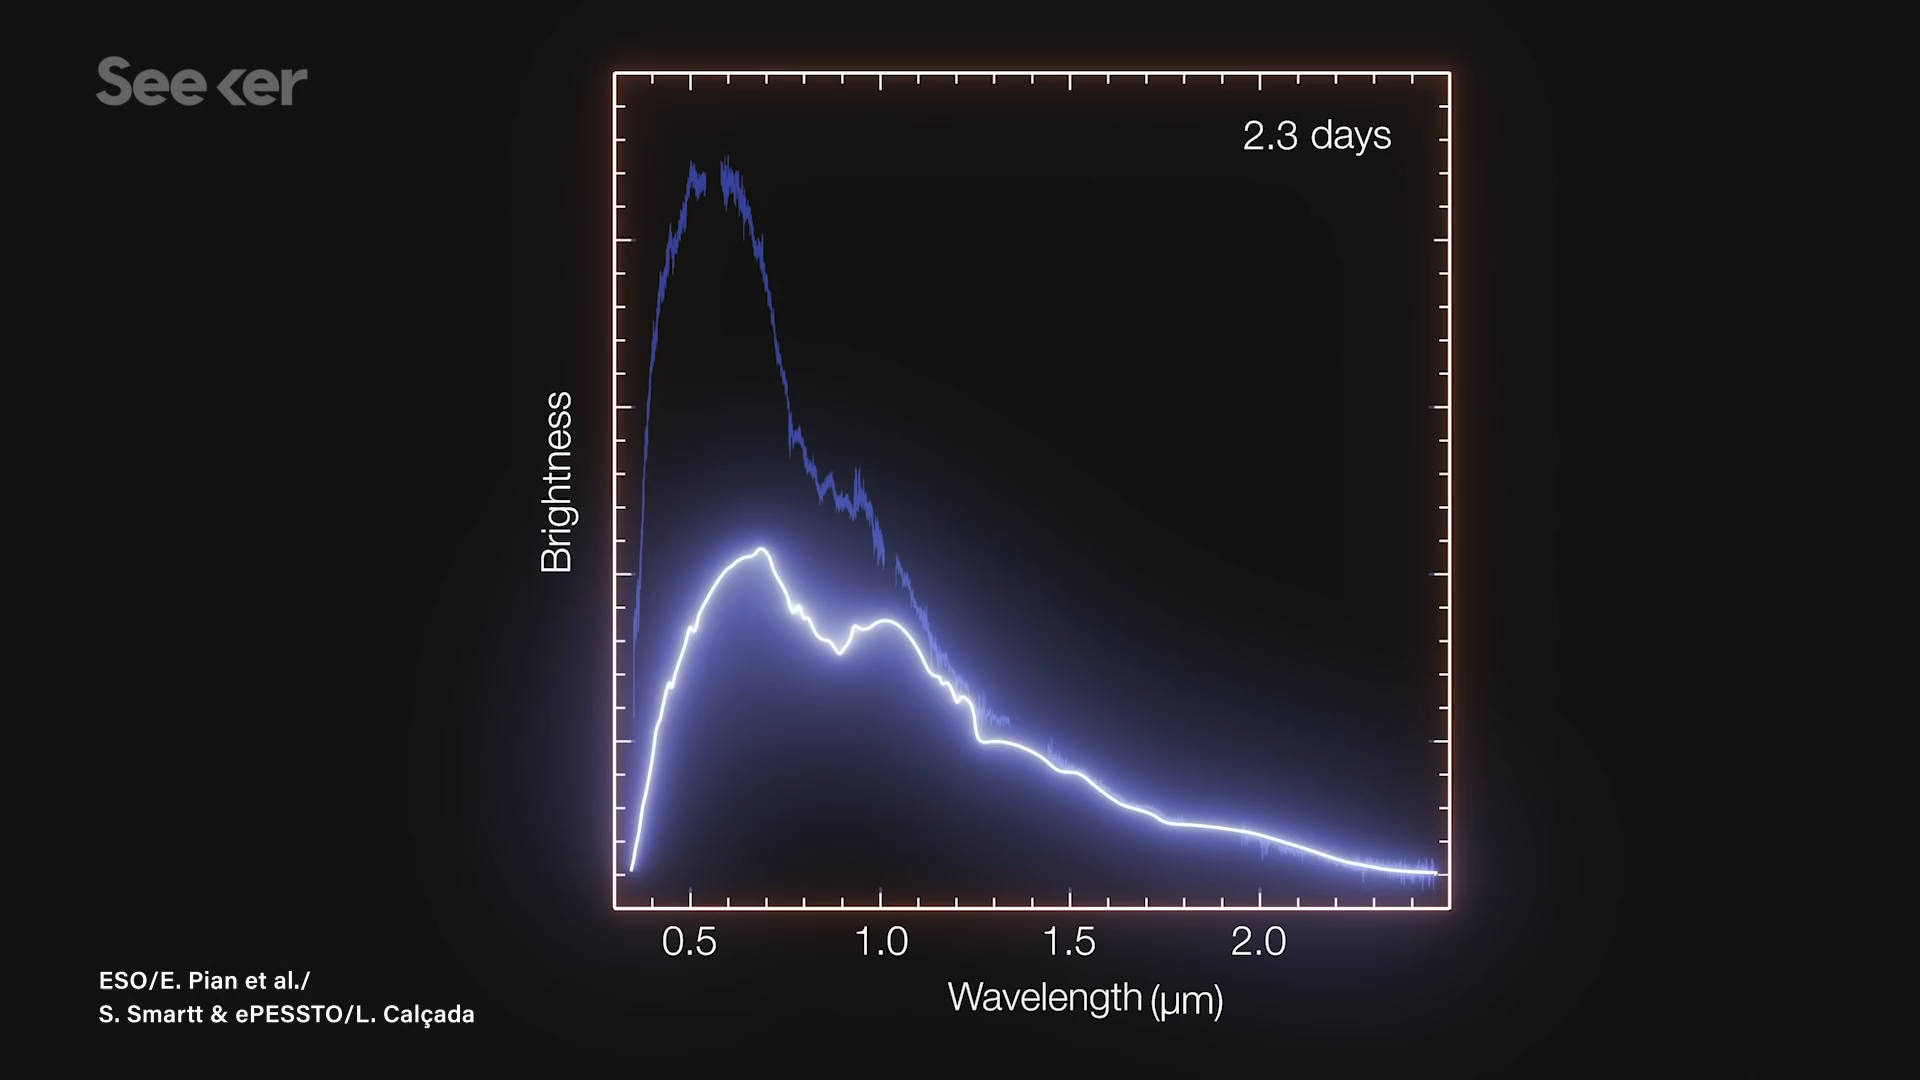 Seeker
2.3 days
Brightness
0.5 1.0 1.5 2.0
Wavelength (μm)
ESO/E. Pian et al./
S. Smartt & ePESSTO/L. Calçada